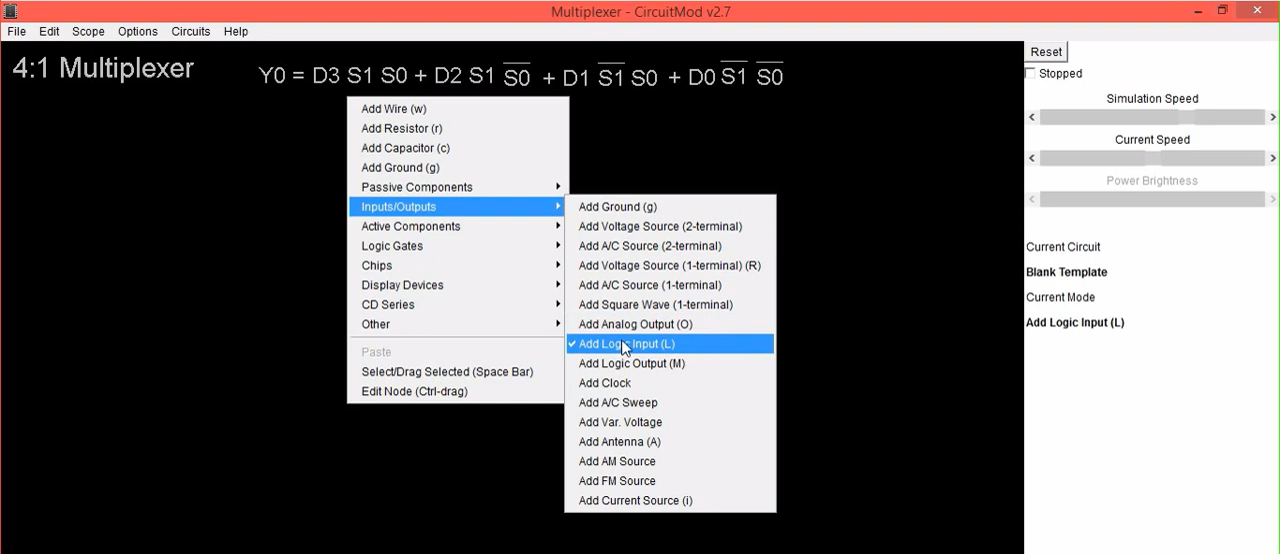 Multiplexer - CircuitMod v2.7
File Edit Scope Options Circuits Help
4:1 Multiplexer
Y0 = D3 S1 S0 + D2 S1 S̅0̅ + D1 S̅1̅ S0 + D0 S̅1̅ S̅0̅
Add Wire (w)
Add Resistor (r)
Add Capacitor (c)
Add Ground (g)
Passive Components
Inputs/Outputs
Active Components
Logic Gates
Chips
Display Devices
CD Series
Other
Paste
Select/Drag Selected (Space Bar)
Edit Node (Ctrl-drag)
Add Ground (g)
Add Voltage Source (2-terminal)
Add A/C Source (2-terminal)
Add Voltage Source (1-terminal) (R)
Add A/C Source (1-terminal)
Add Square Wave (1-terminal)
Add Analog Output (O)
Add Logic Input (L)
Add Logic Output (M)
Add Clock
Add A/C Sweep
Add Var. Voltage
Add Antenna (A)
Add AM Source
Add FM Source
Add Current Source (i)
Reset
Stopped
Simulation Speed
Current Speed
Power Brightness
Current Circuit
Blank Template
Current Mode
Add Logic Input (L)